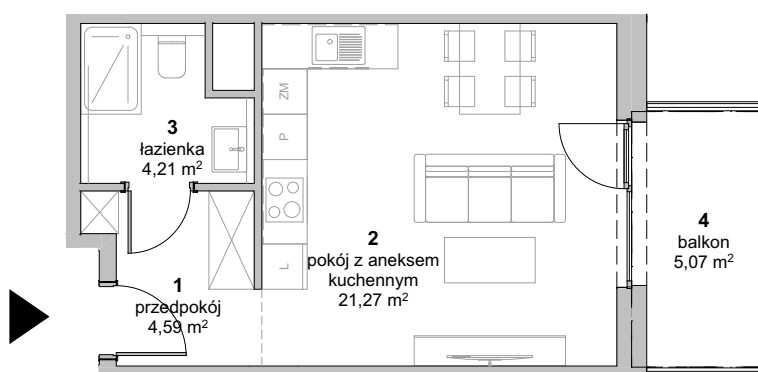 3
łazienka
4,21 m²
ZM
P
L
1
przedpokój
4,59 m²
2
pokój z aneksem
kuchennym
21,27 m²
4
balkon
5,07 m²